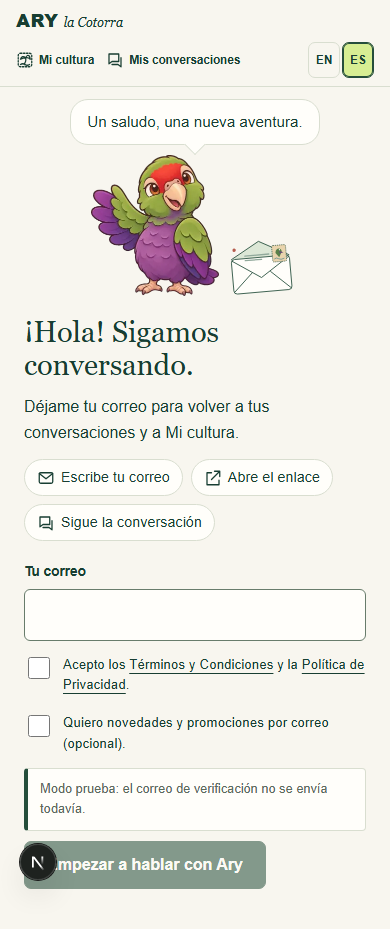 ARY la Cotorra
Mi cultura
Mis conversaciones
EN
ES
Un saludo, una nueva aventura.
¡Hola! Sigamos
conversando.
Déjame tu correo para volver a tus
conversaciones y a Mi cultura.
Escribe tu correo
Abre el enlace
Sigue la conversación
Tu correo
Acepto los Términos y Condiciones y la Política de
Privacidad.
Quiero novedades y promociones por correo
(opcional).
Modo prueba: el correo de verificación no se envía
todavía.
N
mpezar a hablar con Ary